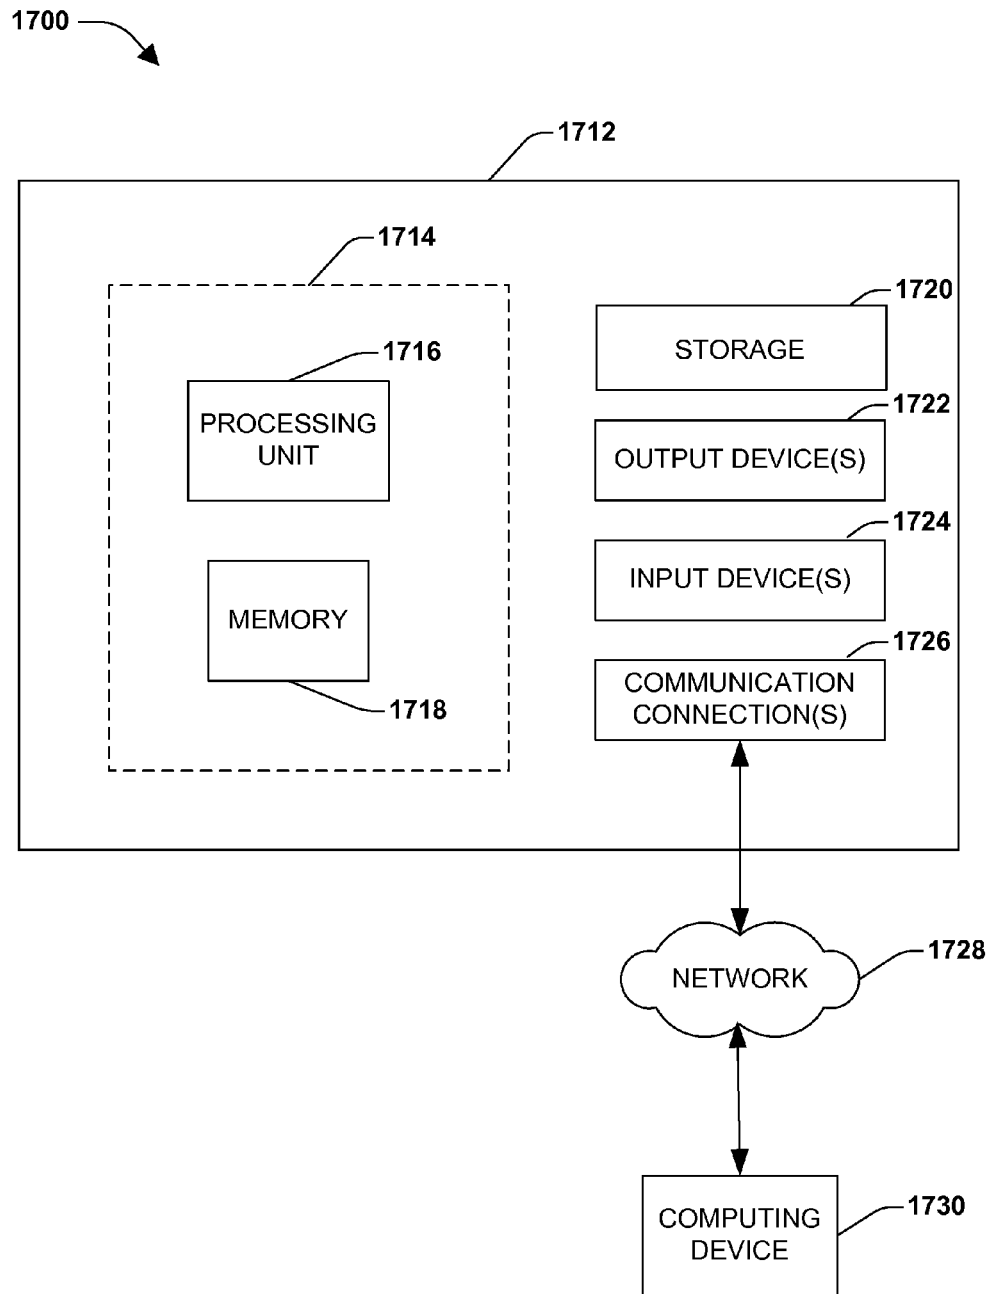 1700
1712
1714
1716
PROCESSING
UNIT
MEMORY
1718
1720
STORAGE
1722
OUTPUT DEVICE(S)
1724
INPUT DEVICE(S)
1726
COMMUNICATION
CONNECTION(S)
NETWORK
1728
1730
COMPUTING
DEVICE